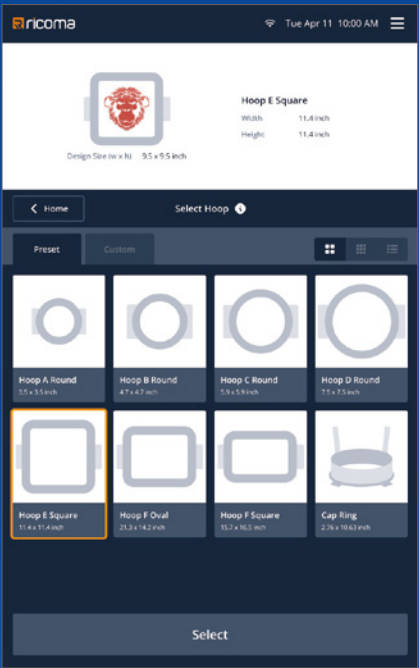 ricoma
Tue Apr 11 10:00 AM
Hoop E Square
Width 11.4 inch
Height 11.4 inch
Design Size (w x h) 9.5 x 9.5 inch
Home
Select Hoop
Preset
Custom
Hoop A Round
3.5 x 3.5 inch
Hoop B Round
4.7 x 4.7 inch
Hoop C Round
5.9 x 5.9 inch
Hoop D Round
7.5 x 7.5 inch
Hoop E Square
11.4 x 11.4 inch
Hoop F Oval
21.3 x 14.2 inch
Hoop F Square
15.7 x 16.5 inch
Cap Ring
2.76 x 10.63 inch
Select